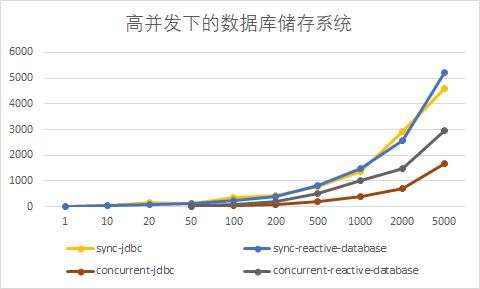 高并发下的数据库储存系统
6000
5000
4000
3000
2000
1000
0
1 10 20 50 100 200 500 1000 2000 5000
sync-jdbc sync-reactive-database
concurrent-jdbc concurrent-reactive-database